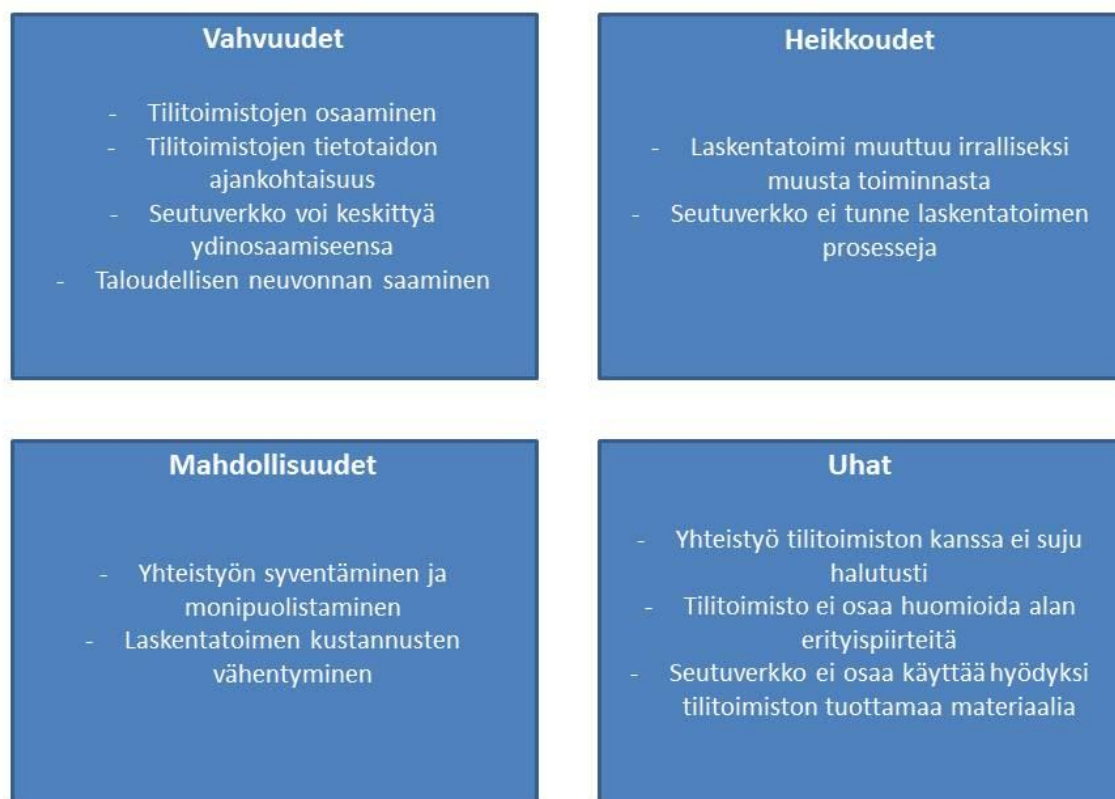 Vahvuudet
- Tilitoimistojen osaaminen
- Tilitoimistojen tietotaidon
ajankohtaisuus
- Seutuverkko voi keskittyä
ydinosaamiseensa
- Taloudellisen neuvonnan saaminen
Heikkoudet
- Laskentatoimi muuttuu irralliseksi
muusta toiminnasta
- Seutuverkko ei tunne laskentatoimen
prosesseja
Mahdollisuudet
- Yhteistyön syventäminen ja
monipuolistaminen
- Laskentatoimen kustannusten
vähentyminen
Uhat
- Yhteistyö tilitoimiston kanssa ei suju
halutusti
- Tilitoimisto ei osaa huomioida alan
erityispiirteitä
- Seutuverkko ei osaa käyttää hyödyksi
tilitoimiston tuottamaa materiaalia